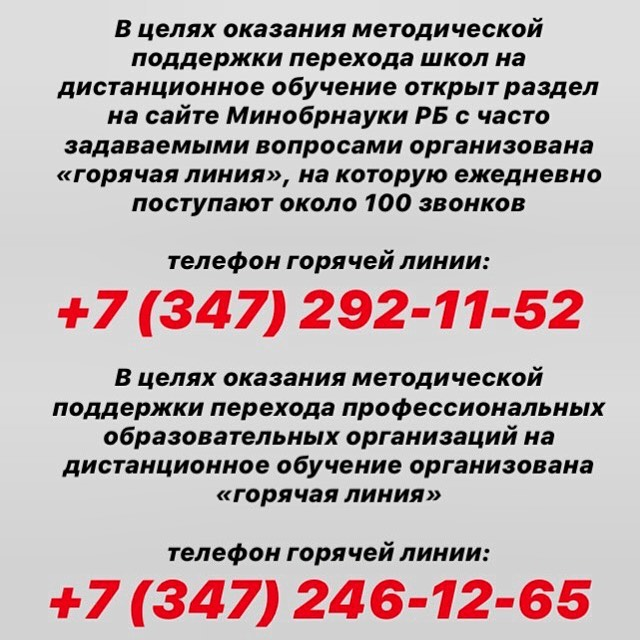 В целях оказания методической
поддержки перехода школ на
дистанционное обучение открыт раздел
на сайте Минобрнауки РБ с часто
задаваемыми вопросами организована
«горячая линия», на которую ежедневно
поступают около 100 звонков
телефон горячей линии:
+7 (347) 292-11-52
В целях оказания методической
поддержки перехода профессиональных
образовательных организаций на
дистанционное обучение организована
«горячая линия»
телефон горячей линии:
+7 (347) 246-12-65